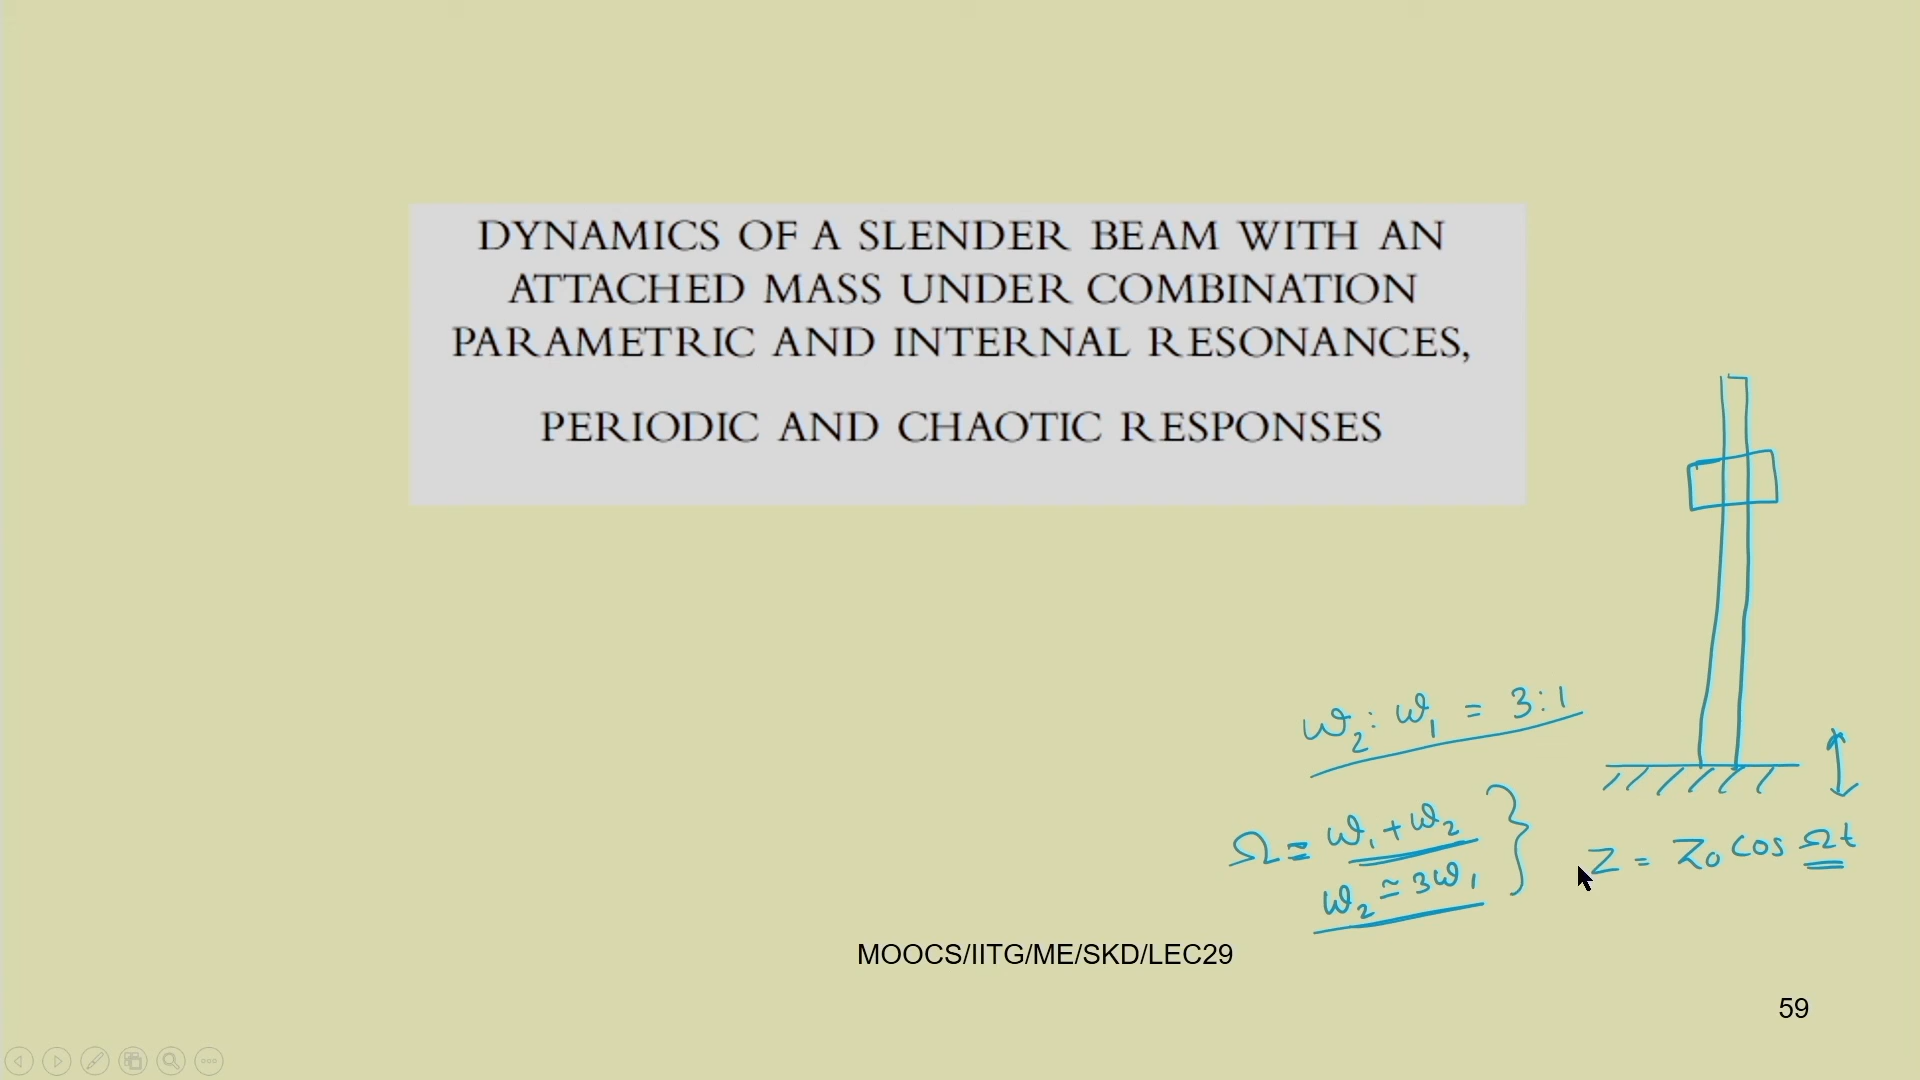 DYNAMICS OF A SLENDER BEAM WITH AN
ATTACHED MASS UNDER COMBINATION
PARAMETRIC AND INTERNAL RESONANCES,
PERIODIC AND CHAOTIC RESPONSES
ω₂ : ω₁ = 3:1
Ω = ω₁ + ω₂
ω₂ ≃ 3ω₁
Z = Z₀ cos Ωt
MOOCS/IITG/ME/SKD/LEC29
59